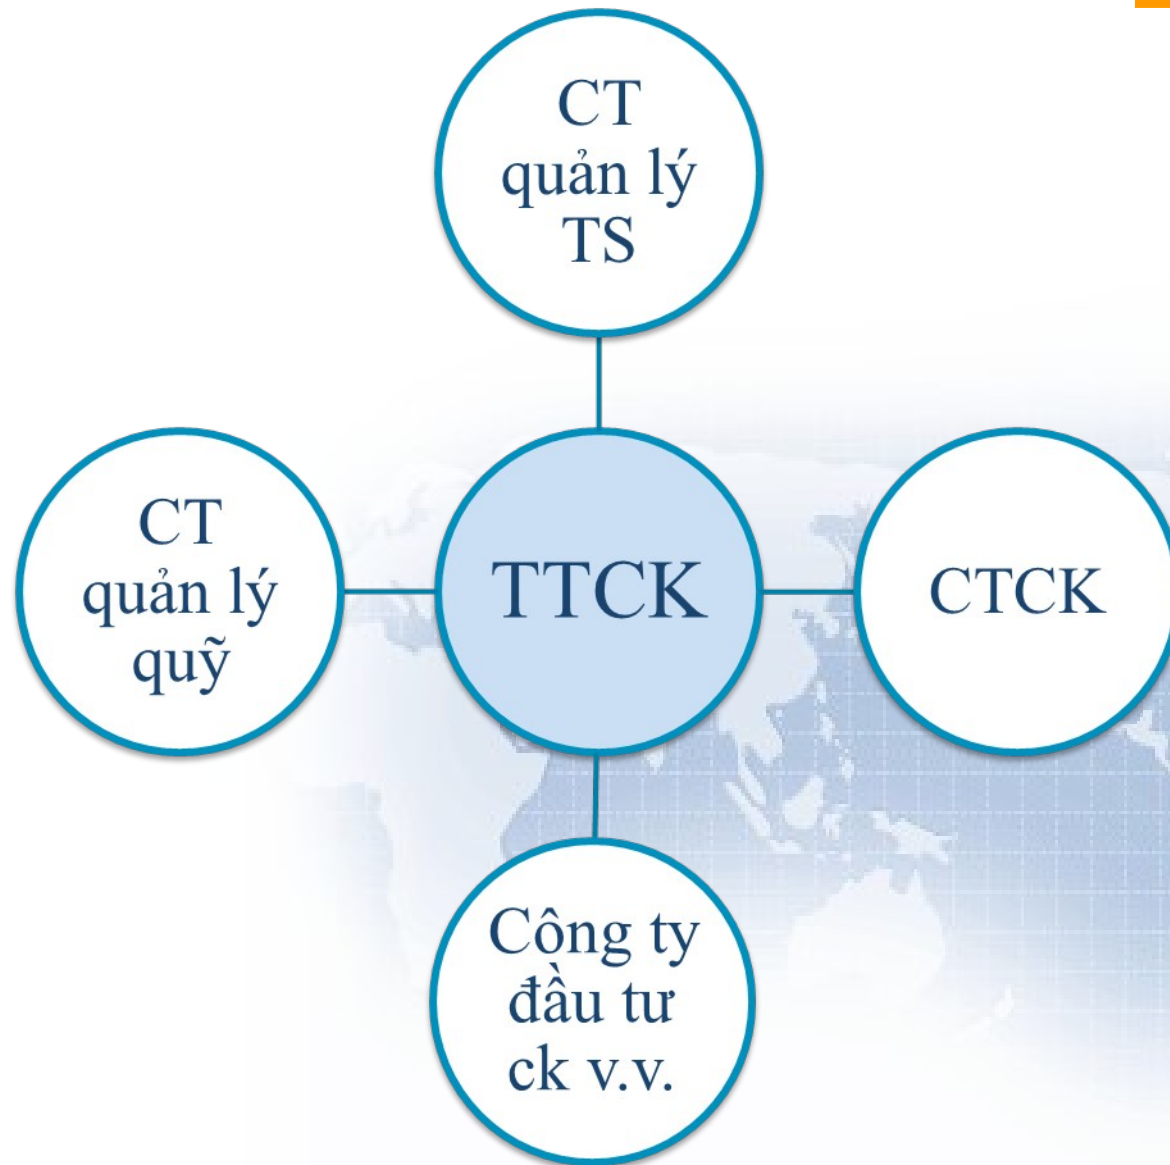 CT
quản lý
TS
CT
quản lý
quỹ
TTCK
CTCK
Công ty
đầu tư
ck v.v.